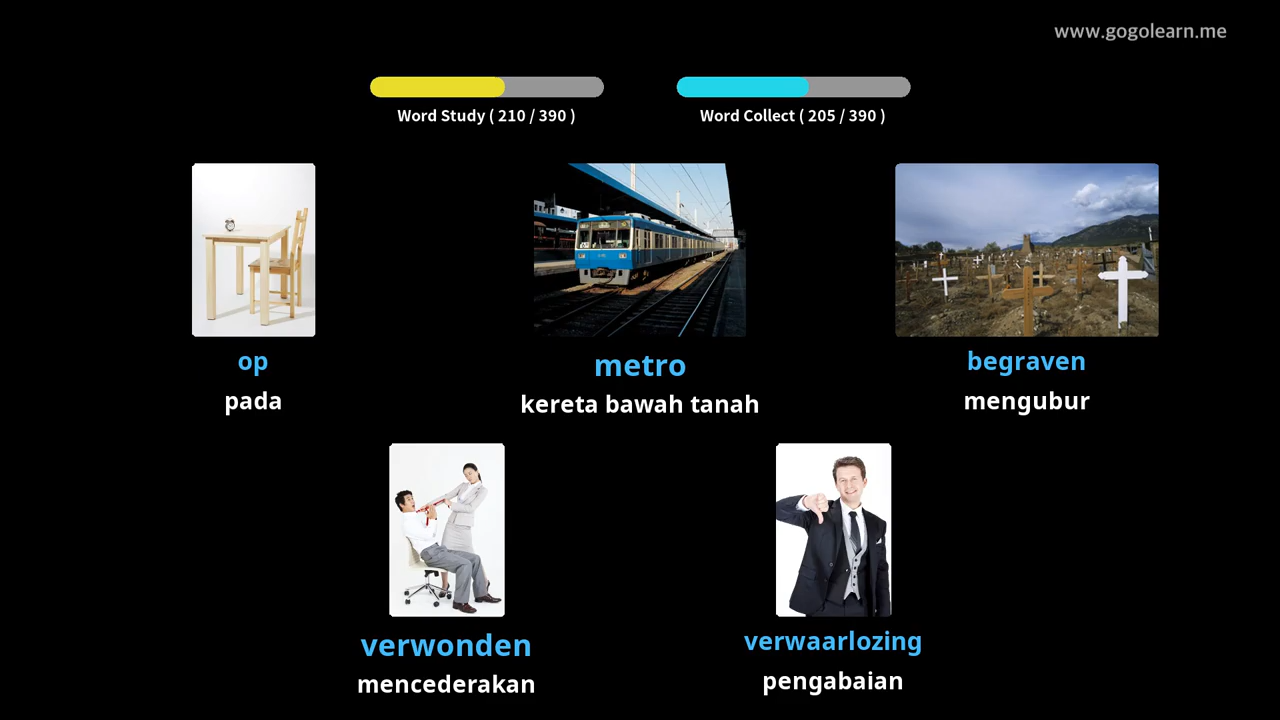 www.gogolearn.me
Word Study ( 210 / 390 )
Word Collect ( 205 / 390 )
op
pada
metro
kereta bawah tanah
begraven
mengubur
verwonden
mencederakan
verwaarlozing
pengabaian